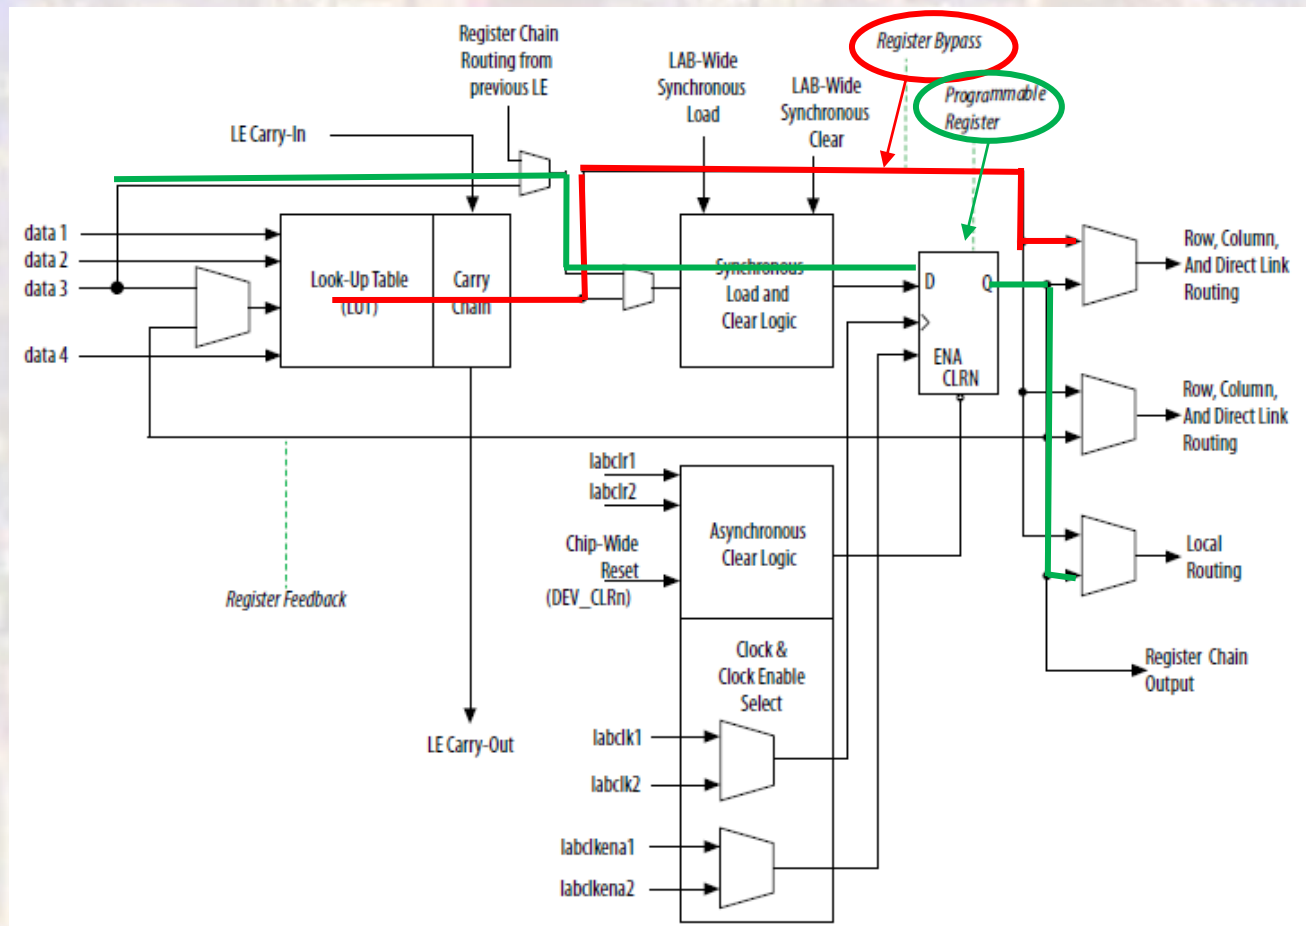 Register Chain
Routing from
previous LE
LAB-Wide
Synchronous
Load
LAB-Wide
Synchronous
Clear
Register Bypass
Programmable
Register
LE Carry-In
data 1
data 2
data 3
data 4
Look-Up Table
(LUT)
Carry
Chain
Synchronous
Load and
Clear Logic
D
Q
ENA
CLRN
Row, Column,
And Direct Link
Routing
Row, Column,
And Direct Link
Routing
Local
Routing
Register Chain
Output
Register Feedback
labclr1
labclr2
Chip-Wide
Reset
(DEV_CLRn)
Asynchronous
Clear Logic
Clock &
Clock Enable
Select
labclk1
labclk2
labclkena1
labclkena2
LE Carry-Out